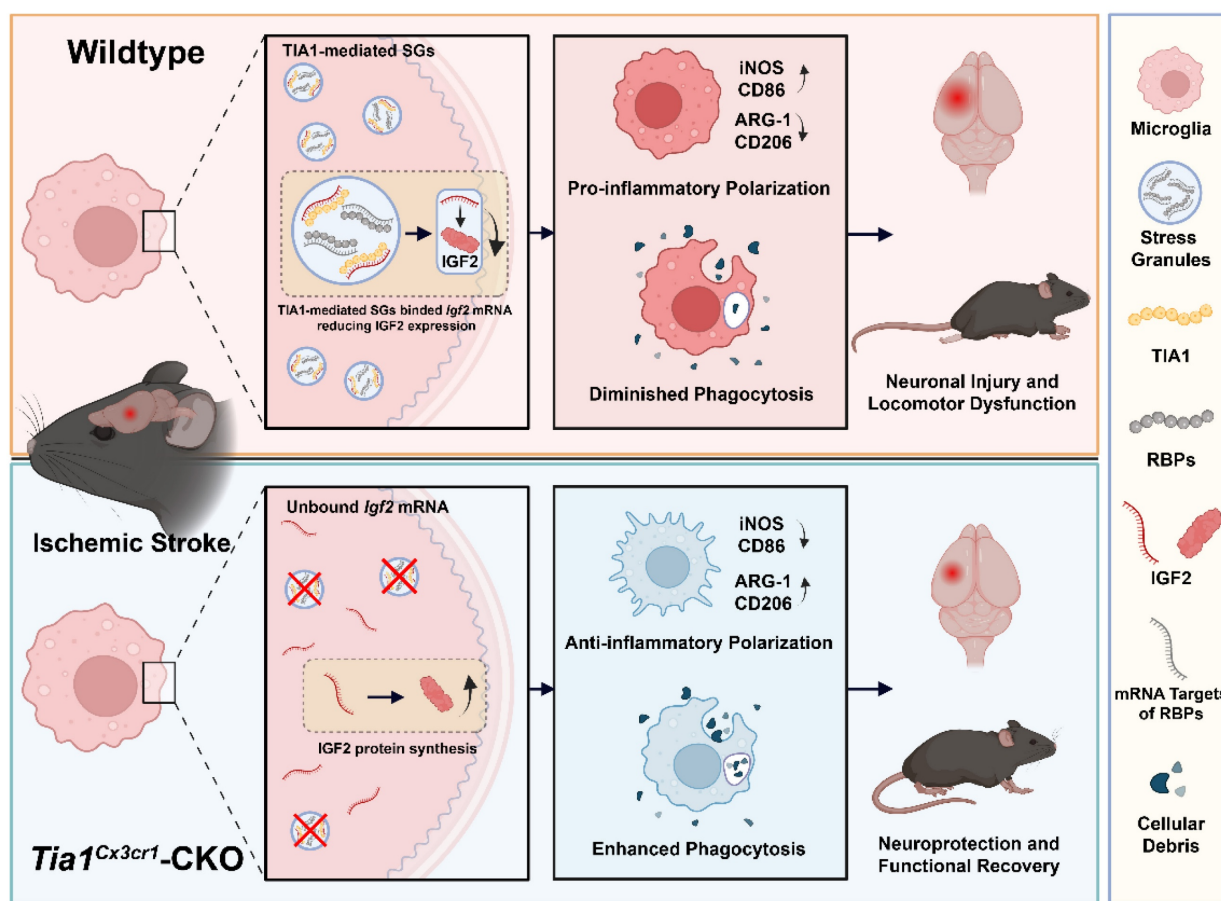 Wildtype
TIA1-mediated SGs
IGF2
TIA1-mediated SGs binded Igf2 mRNA
reducing IGF2 expression
iNOS
CD86
ARG-1
CD206
Pro-inflammatory Polarization
Diminished Phagocytosis
Neuronal Injury and
Locomotor Dysfunction
Ischemic Stroke
Unbound Igf2 mRNA
IGF2 protein synthesis
iNOS
CD86
ARG-1
CD206
Anti-inflammatory Polarization
Enhanced Phagocytosis
Neuroprotection and
Functional Recovery
Tia1Cx3cr1-CKO
Microglia
Stress
Granules
TIA1
RBPs
IGF2
mRNA Targets
of RBPs
Cellular
Debris